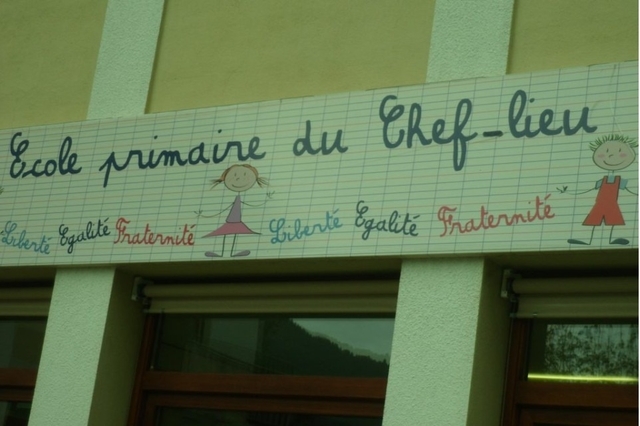 Ecole primaire du Chef-lieu
Liberté Egalité Fraternité Liberté Egalité Fraternité